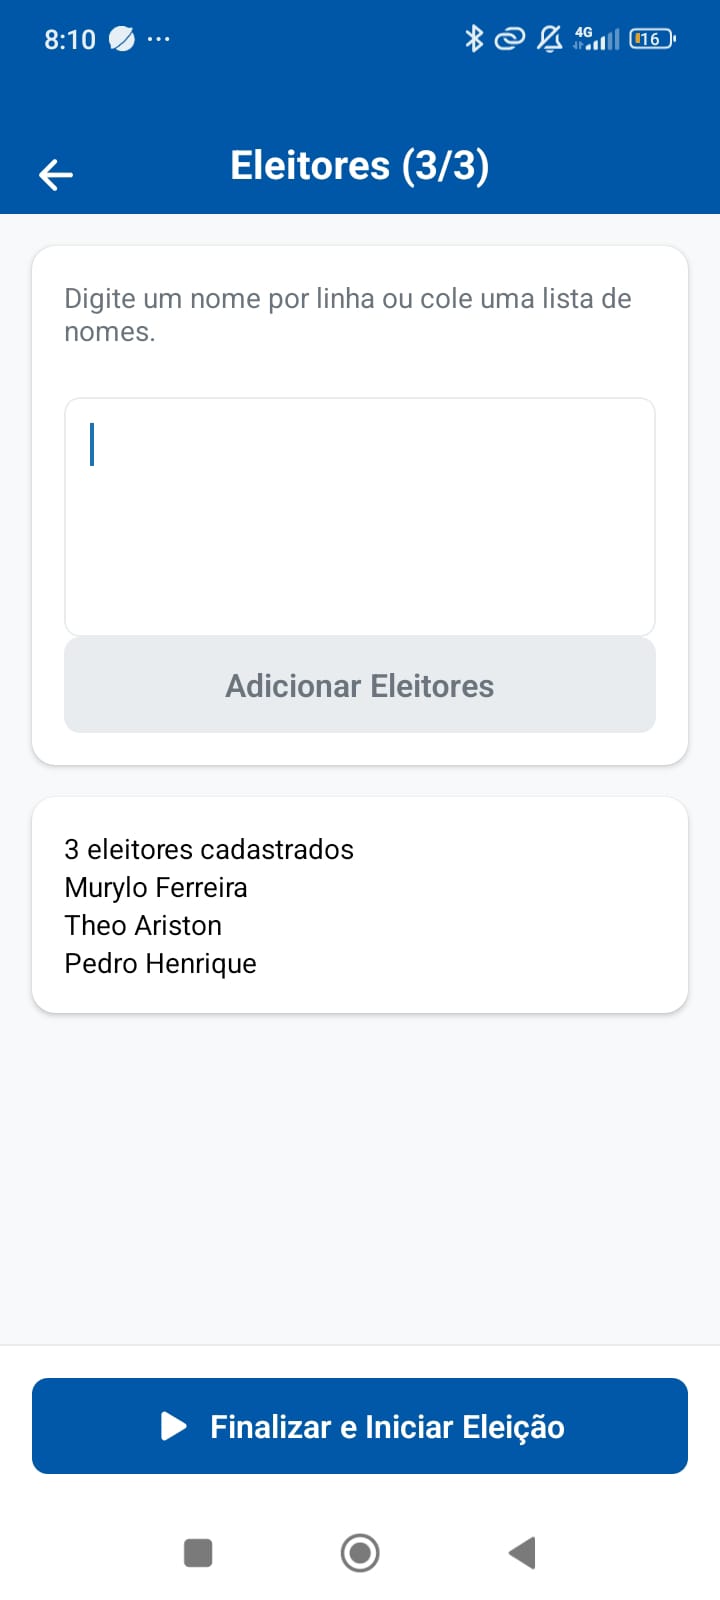 8:10
4G
16
Eleitores (3/3)
Digite um nome por linha ou cole uma lista de
nomes.
Adicionar Eleitores
3 eleitores cadastrados
Murylo Ferreira
Theo Ariston
Pedro Henrique
Finalizar e Iniciar Eleição